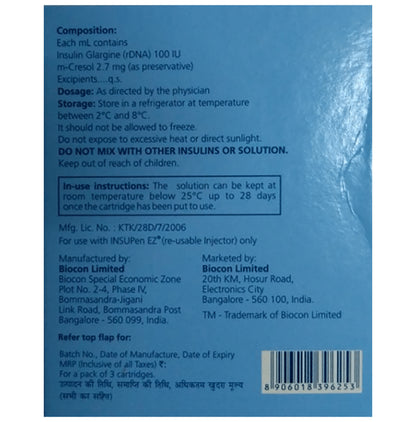 Composition:
Each mL contains
Insulin Glargine (rDNA) 100 IU
m-Cresol 2.7 mg (as preservative)
Excipients....q.s.
Dosage: As directed by the physician
Storage: Store in a refrigerator at temperature
between 2°C and 8°C.
It should not be allowed to freeze.
Do not expose to excessive heat or direct sunlight.
DO NOT MIX WITH OTHER INSULINS OR SOLUTION.
Keep out of reach of children.
In-use instructions: The solution can be kept at
room temperature below 25°C up to 28 days
once the cartridge has been put to use.
Mfg. Lic. No. : KTK/28D/7/2006
For use with INSUPen EZ® (re-usable Injector) only
Manufactured by:
Biocon Limited
Biocon Special Economic Zone
Plot No. 2-4, Phase IV,
Bommasandra-Jigani
Link Road, Bommasandra Post
Bangalore - 560 099, India.
Marketed by:
Biocon Limited
20th KM, Hosur Road,
Electronics City
Bangalore - 560 100, India.
TM - Trademark of Biocon Limited
Refer top flap for:
Batch No., Date of Manufacture, Date of Expiry
MRP (Inclusive of all Taxes) ₹:
For a pack of 3 cartridges.
उत्पादन की तिथि, समाप्ति की तिथि, अधिकतम खुदरा मूल्य
(सभी कर सहित)
8 906018 396253